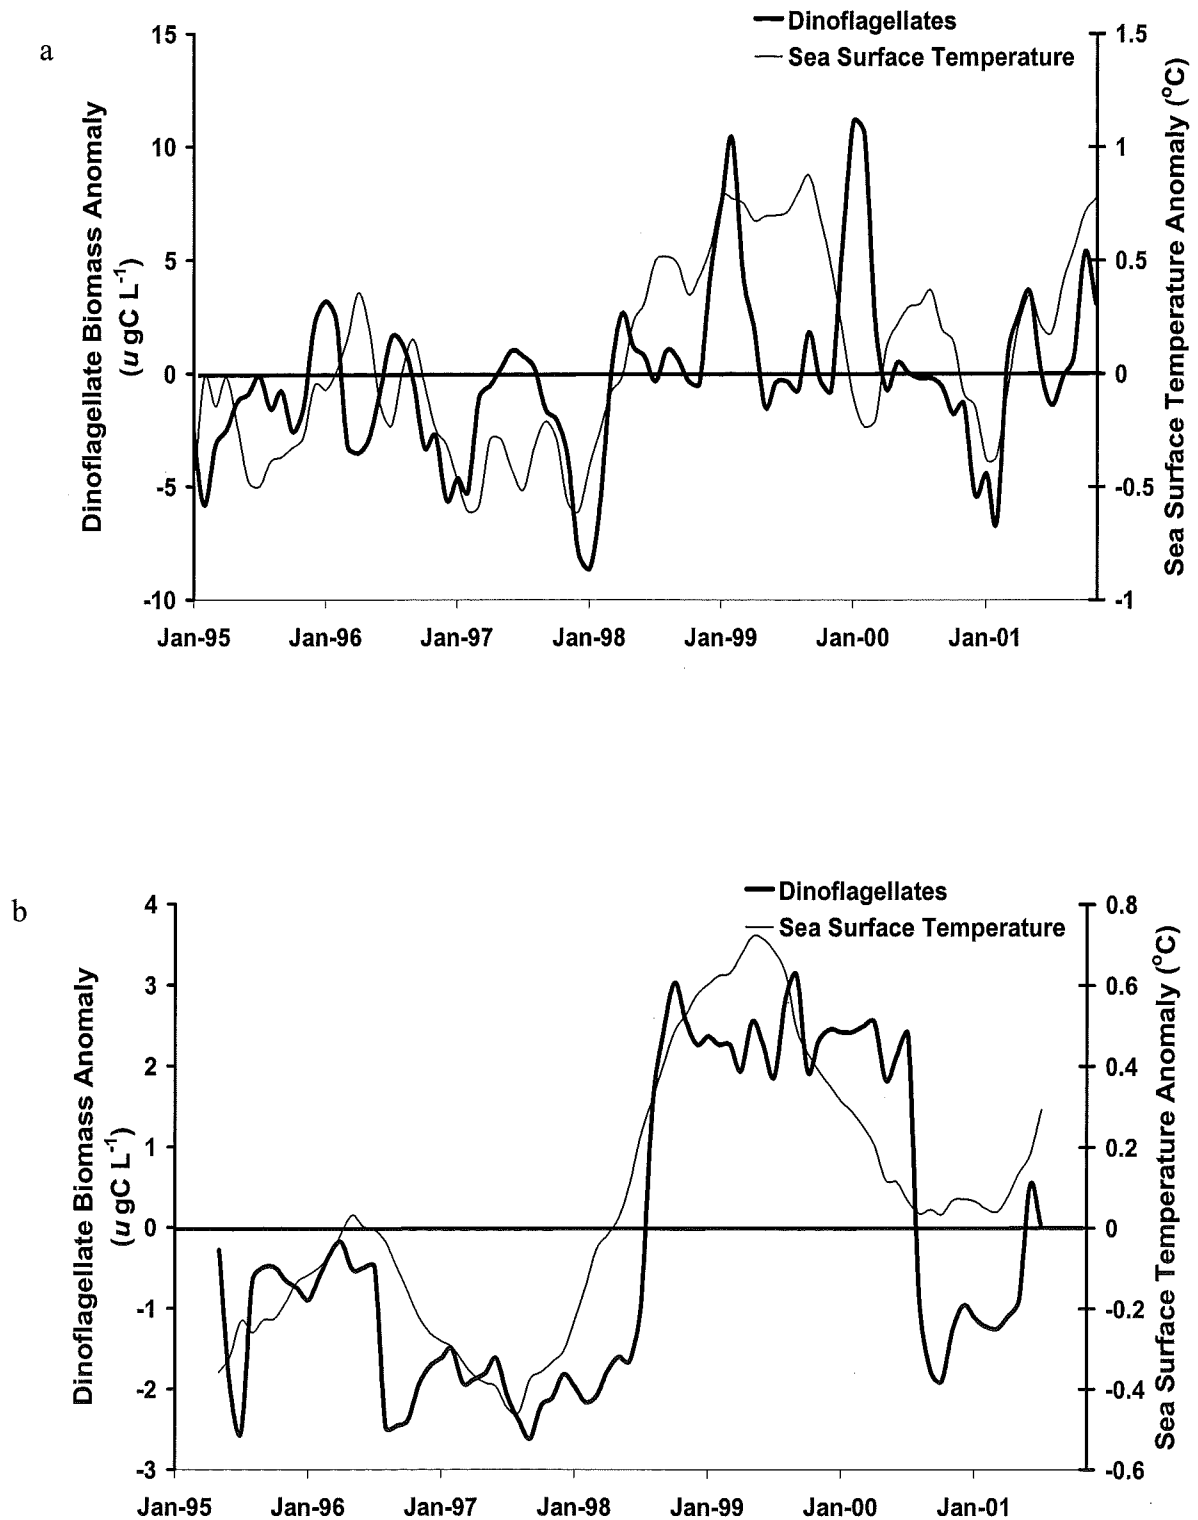 a
Dinoflagellates
Sea Surface Temperature
15
10
5
0
-5
-10
Dinoflagellate Biomass Anomaly
(u gC L-1)
1.5
1
0.5
0
-0.5
-1
Sea Surface Temperature Anomaly (oC)
Jan-95 Jan-96 Jan-97 Jan-98 Jan-99 Jan-00 Jan-01
b
Dinoflagellates
Sea Surface Temperature
4
3
2
1
0
-1
-2
-3
Dinoflagellate Biomass Anomaly
(u gC L-1)
0.8
0.6
0.4
0.2
0
-0.2
-0.4
-0.6
Sea Surface Temperature Anomaly (oC)
Jan-95 Jan-96 Jan-97 Jan-98 Jan-99 Jan-00 Jan-01